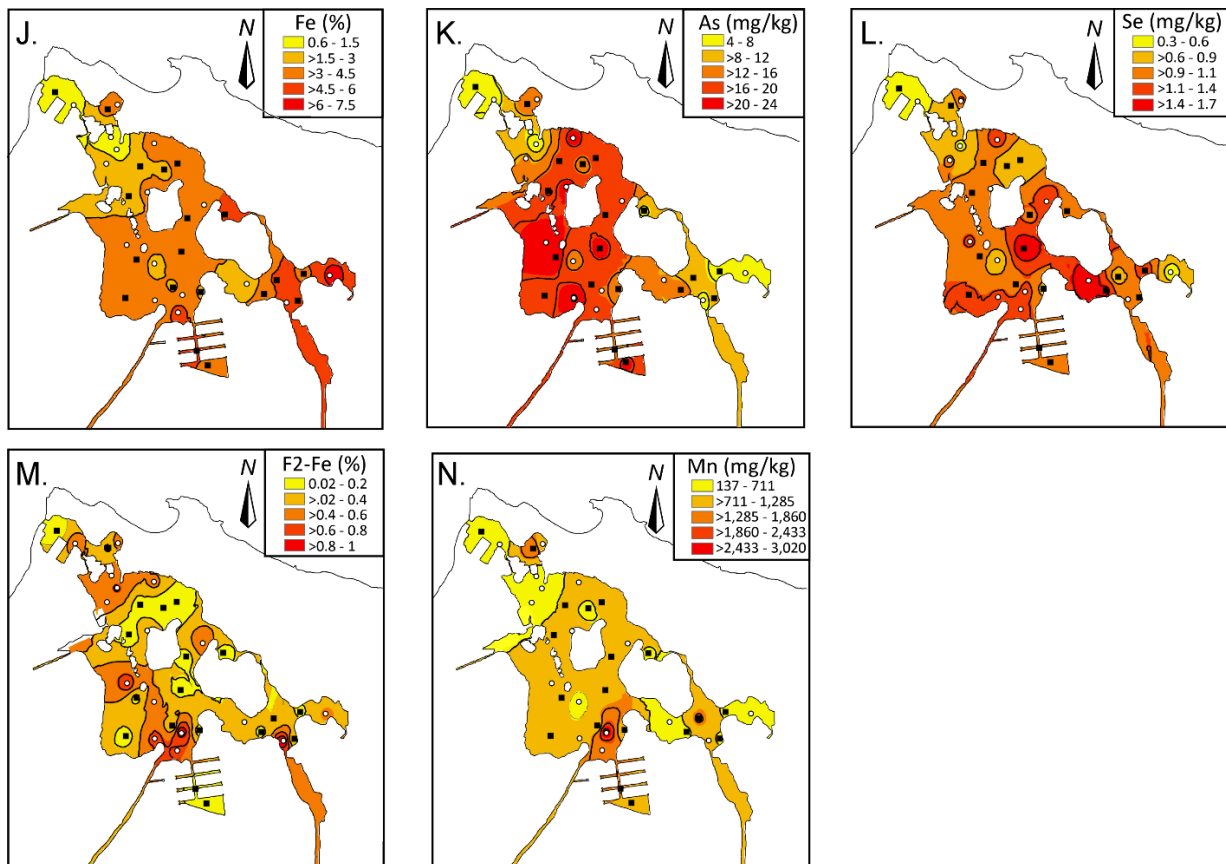 J.
N
Fe (%)
0.6 - 1.5
>1.5 - 3
>3 - 4.5
>4.5 - 6
>6 - 7.5
K.
N
As (mg/kg)
4 - 8
>8 - 12
>12 - 16
>16 - 20
>20 - 24
L.
N
Se (mg/kg)
0.3 - 0.6
>0.6 - 0.9
>0.9 - 1.1
>1.1 - 1.4
>1.4 - 1.7
M.
N
F2-Fe (%)
0.02 - 0.2
>.02 - 0.4
>0.4 - 0.6
>0.6 - 0.8
>0.8 - 1
N.
N
Mn (mg/kg)
137 - 711
>711 - 1,285
>1,285 - 1,860
>1,860 - 2,433
>2,433 - 3,020